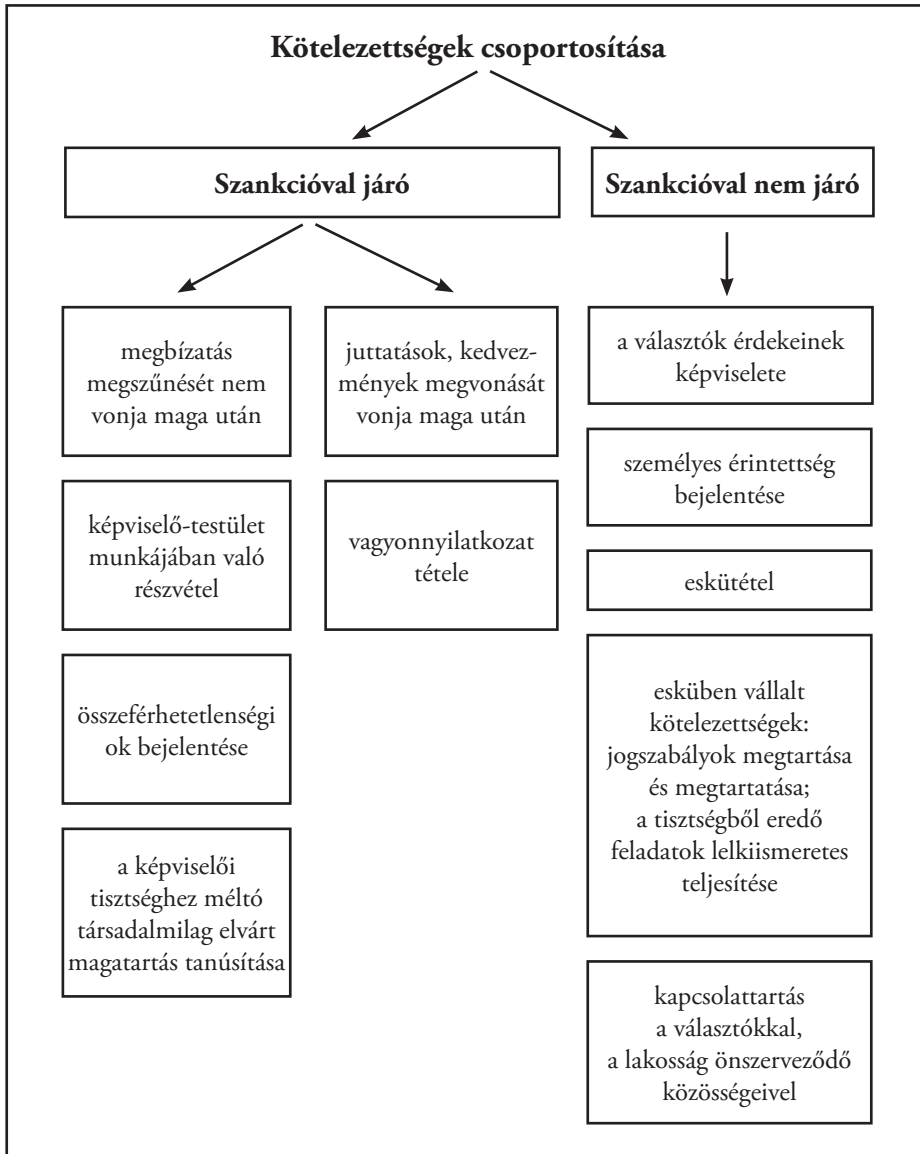 Kötelezettségek csoportosítása
Szankcióval járó
Szankcióval nem járó
megbízatás
megszűnését nem
vonja maga után
juttatások, kedvez-
mények megvonását
vonja maga után
a választók érdekeinek
képviselete
személyes érintettség
bejelentése
képviselő-testület
munkájában való
részvétel
vagyonnyilatkozat
tétele
eskütétel
esküben vállalt
kötelezettségek:
jogszabályok megtartása
és megtartatása;
a tisztségből eredő
feladatok lelkiismeretes
teljesítése
összeférhetetlenségi
ok bejelentése
a képviselői
tisztséghez méltó
társadalmilag elvárt
magatartás tanúsítása
kapcsolattartás
a választókkal,
a lakosság önszerveződő
közösségeivel